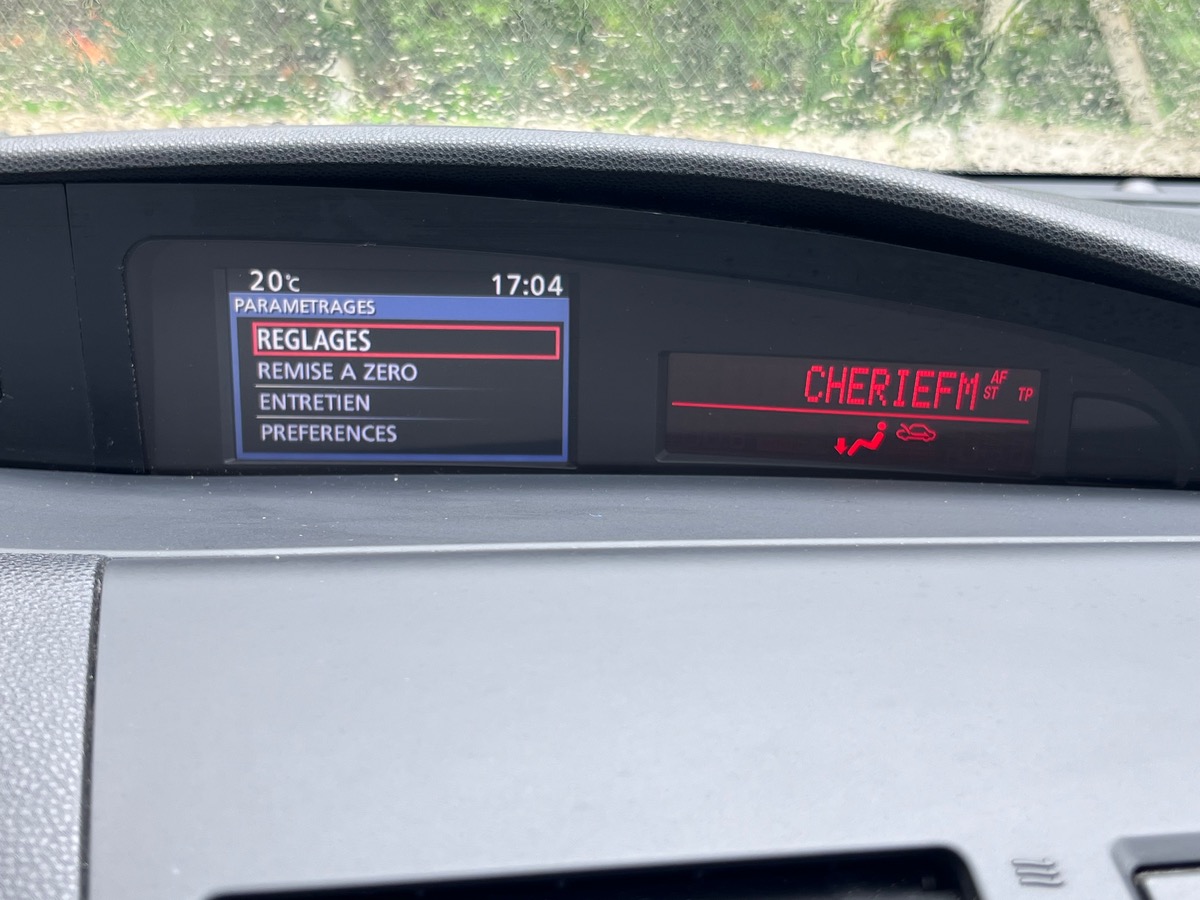 20°C 17:04
PARAMETRAGES
REGLAGES
REMISE A ZERO
ENTRETIEN
PREFERENCES
CHERIEFM AF
ST TP